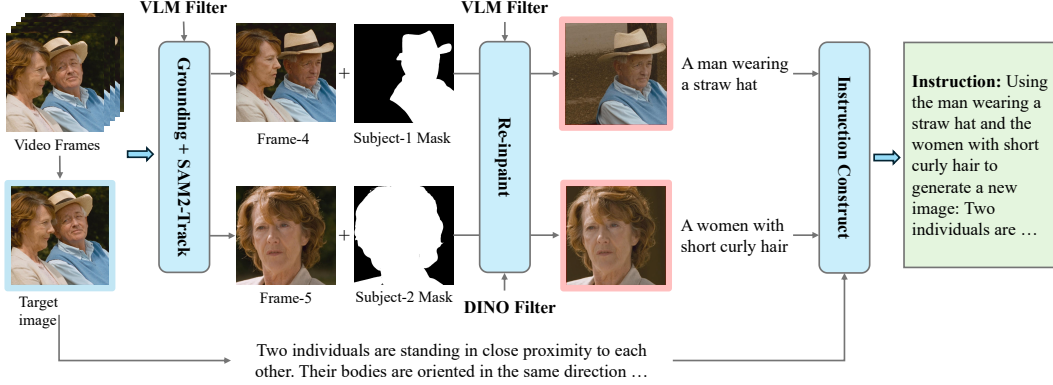 VLM Filter
VLM Filter
Video Frames
Target
image
Grounding + SAM2-Track
Frame-4
+
Subject-1 Mask
Frame-5
+
Subject-2 Mask
Re-inpaint
DINO Filter
A man wearing
a straw hat
A women with
short curly hair
Instruction Construct
Instruction: Using
the man wearing a
straw hat and the
women with short
curly hair to
generate a new
image: Two
individuals are …
Two individuals are standing in close proximity to each
other. Their bodies are oriented in the same direction …